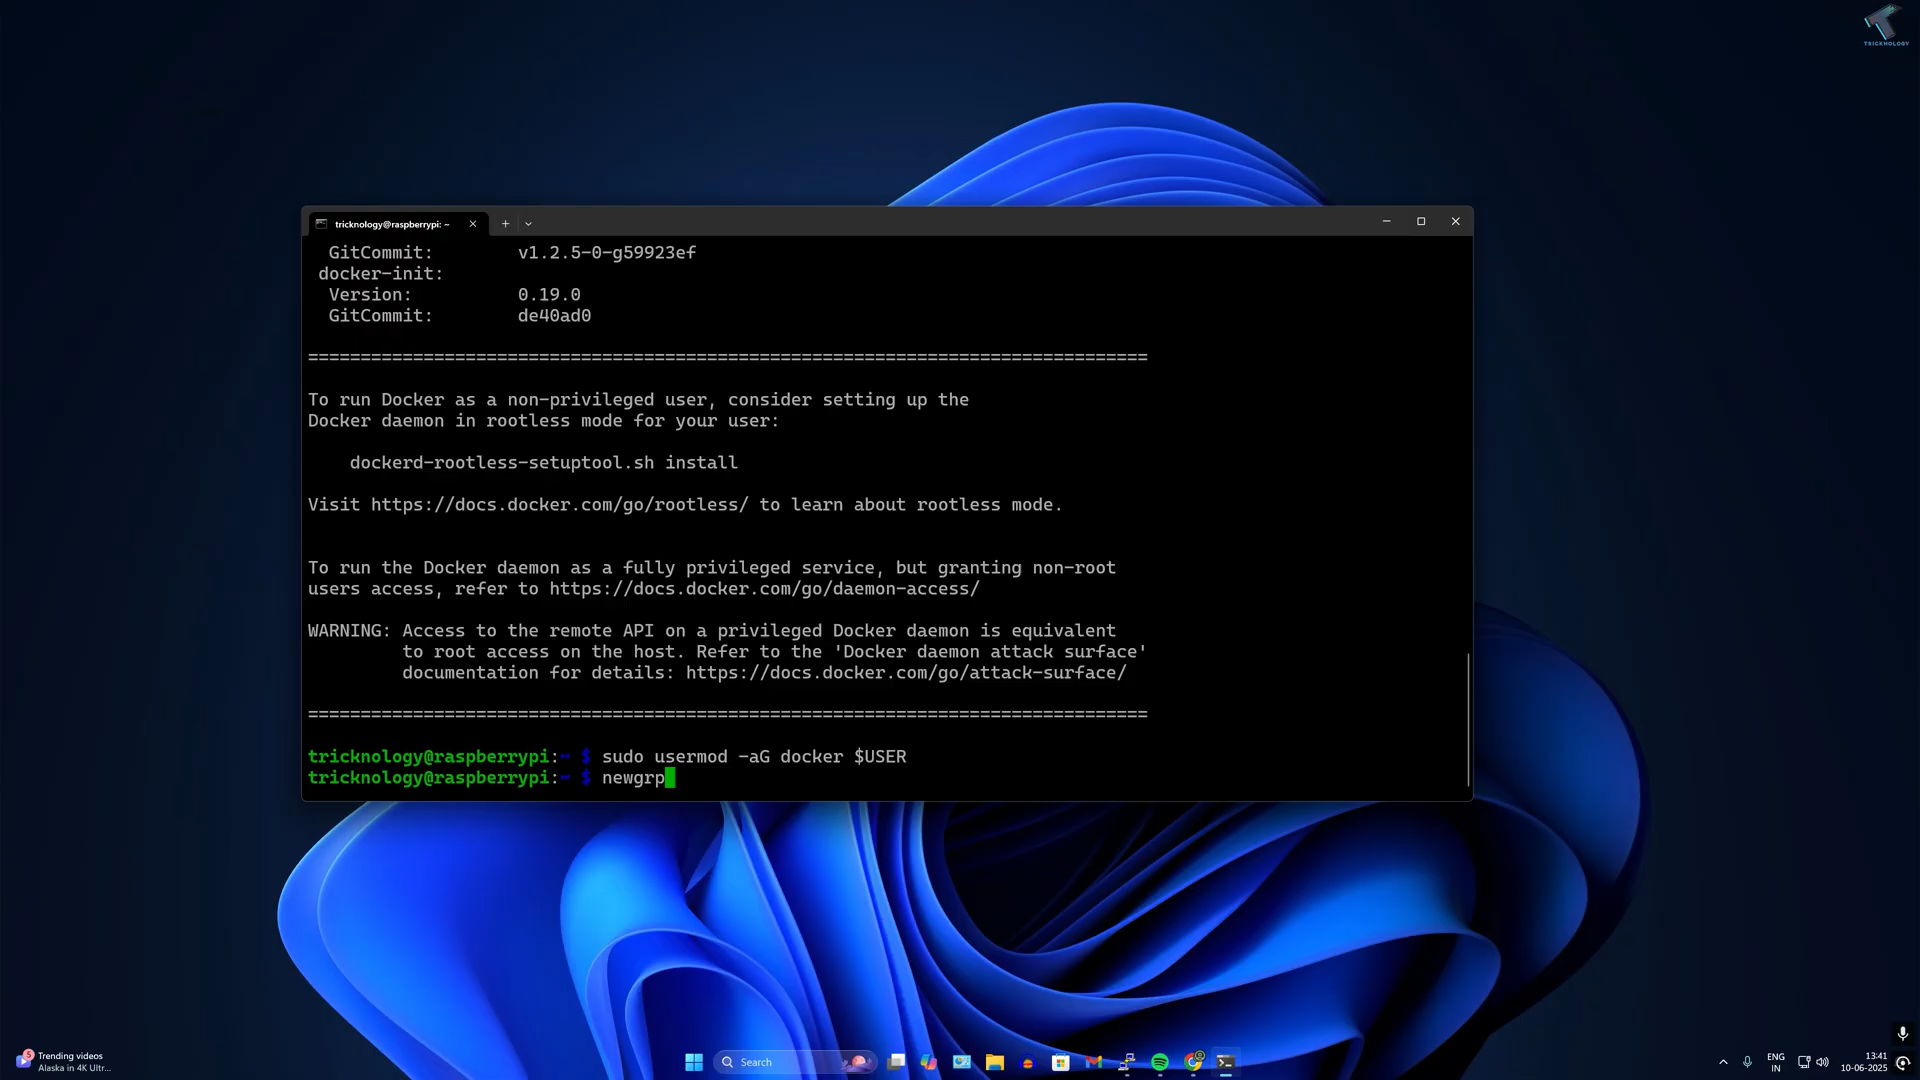 TRICKNOLOGY
tricknology@raspberrypi: ~
GitCommit: v1.2.5-0-g59923ef
docker-init:
Version: 0.19.0
GitCommit: de40ad0
================================================================================
To run Docker as a non-privileged user, consider setting up the
Docker daemon in rootless mode for your user:
dockerd-rootless-setuptool.sh install
Visit https://docs.docker.com/go/rootless/ to learn about rootless mode.
To run the Docker daemon as a fully privileged service, but granting non-root
users access, refer to https://docs.docker.com/go/daemon-access/
WARNING: Access to the remote API on a privileged Docker daemon is equivalent
to root access on the host. Refer to the 'Docker daemon attack surface'
documentation for details: https://docs.docker.com/go/attack-surface/
================================================================================
tricknology@raspberrypi:~ $ sudo usermod -aG docker $USER
tricknology@raspberrypi:~ $ newgrp
5
Trending videos
Alaska in 4K Ultr...
Search
ENG
IN
13:41
10-06-2025